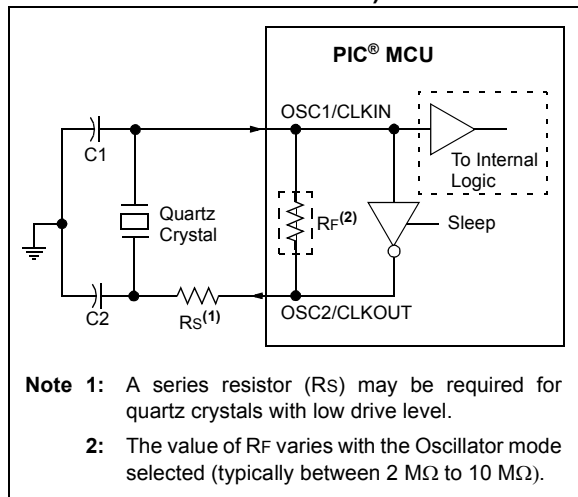 PIC® MCU
OSC1/CLKIN
C1
To Internal
Logic
Quartz
Crystal
RF(2)
Sleep
C2
RS(1)
OSC2/CLKOUT
Note 1: A series resistor (RS) may be required for
quartz crystals with low drive level.
2: The value of RF varies with the Oscillator mode
selected (typically between 2 MΩ to 10 MΩ).